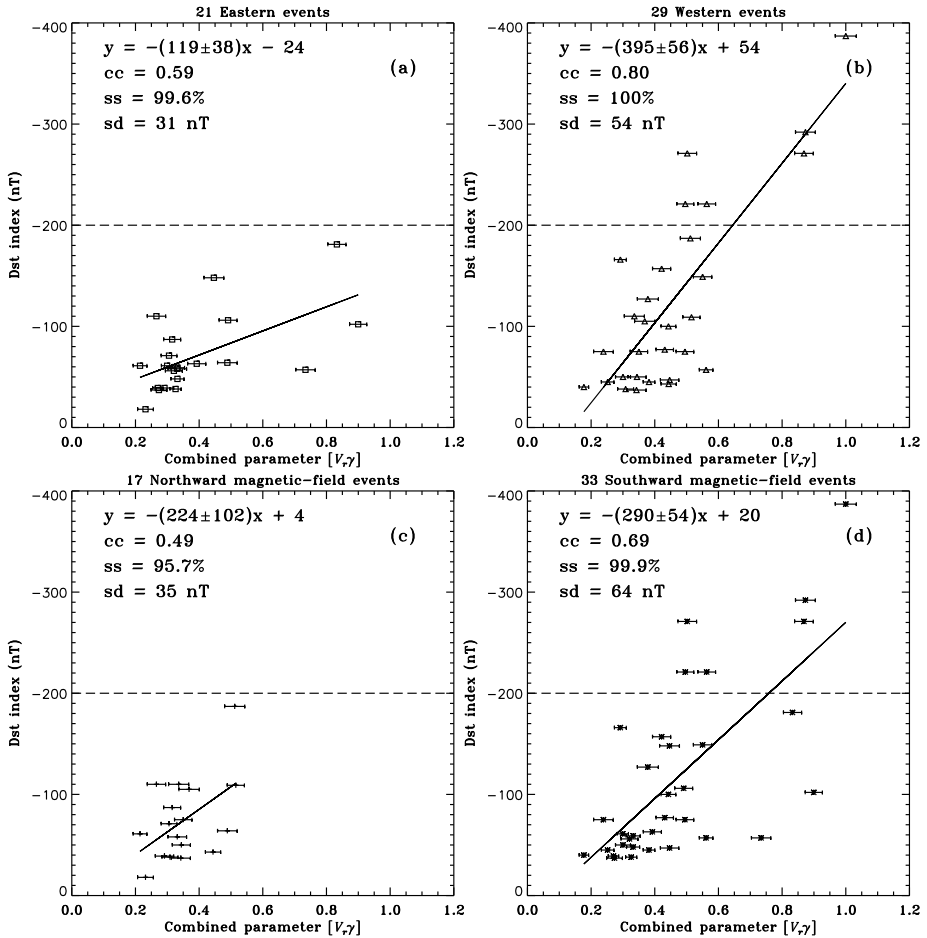 21 Eastern events
y = −(119±38)x − 24
cc = 0.59
ss = 99.6%
sd = 31 nT
(a)
−400
−300
−200
−100
0
Dst index (nT)
0.0 0.2 0.4 0.6 0.8 1.0 1.2
Combined parameter [Vᵣγ]
29 Western events
y = −(395±56)x + 54
cc = 0.80
ss = 100%
sd = 54 nT
(b)
−400
−300
−200
−100
0
Dst index (nT)
0.0 0.2 0.4 0.6 0.8 1.0 1.2
Combined parameter [Vᵣγ]
17 Northward magnetic-field events
y = −(224±102)x + 4
cc = 0.49
ss = 95.7%
sd = 35 nT
(c)
−400
−300
−200
−100
0
Dst index (nT)
0.0 0.2 0.4 0.6 0.8 1.0 1.2
Combined parameter [Vᵣγ]
33 Southward magnetic-field events
y = −(290±54)x + 20
cc = 0.69
ss = 99.9%
sd = 64 nT
(d)
−400
−300
−200
−100
0
Dst index (nT)
0.0 0.2 0.4 0.6 0.8 1.0 1.2
Combined parameter [Vᵣγ]